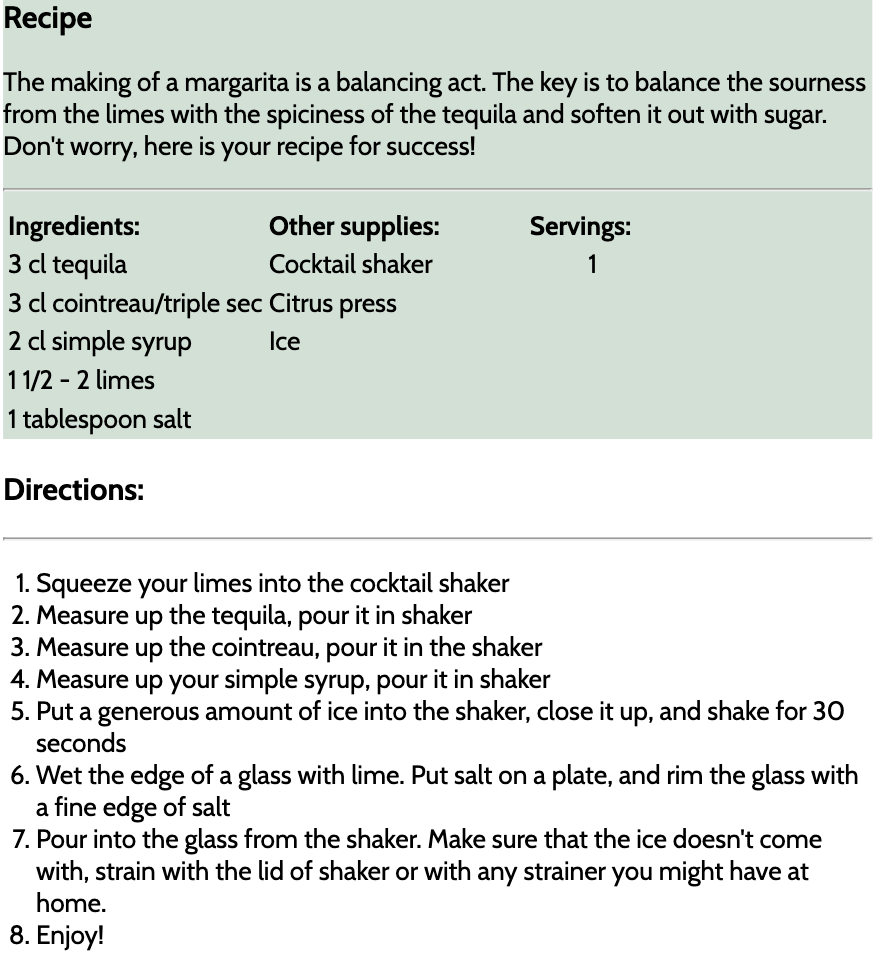 Recipe
The making of a margarita is a balancing act. The key is to balance the sourness
from the limes with the spiciness of the tequila and soften it out with sugar.
Don't worry, here is your recipe for success!
Ingredients: Other supplies: Servings:
3 cl tequila Cocktail shaker 1
3 cl cointreau/triple sec Citrus press
2 cl simple syrup Ice
1 1/2 - 2 limes
1 tablespoon salt
Directions:
1. Squeeze your limes into the cocktail shaker
2. Measure up the tequila, pour it in shaker
3. Measure up the cointreau, pour it in the shaker
4. Measure up your simple syrup, pour it in shaker
5. Put a generous amount of ice into the shaker, close it up, and shake for 30
seconds
6. Wet the edge of a glass with lime. Put salt on a plate, and rim the glass with
a fine edge of salt
7. Pour into the glass from the shaker. Make sure that the ice doesn't come
with, strain with the lid of shaker or with any strainer you might have at
home.
8. Enjoy!